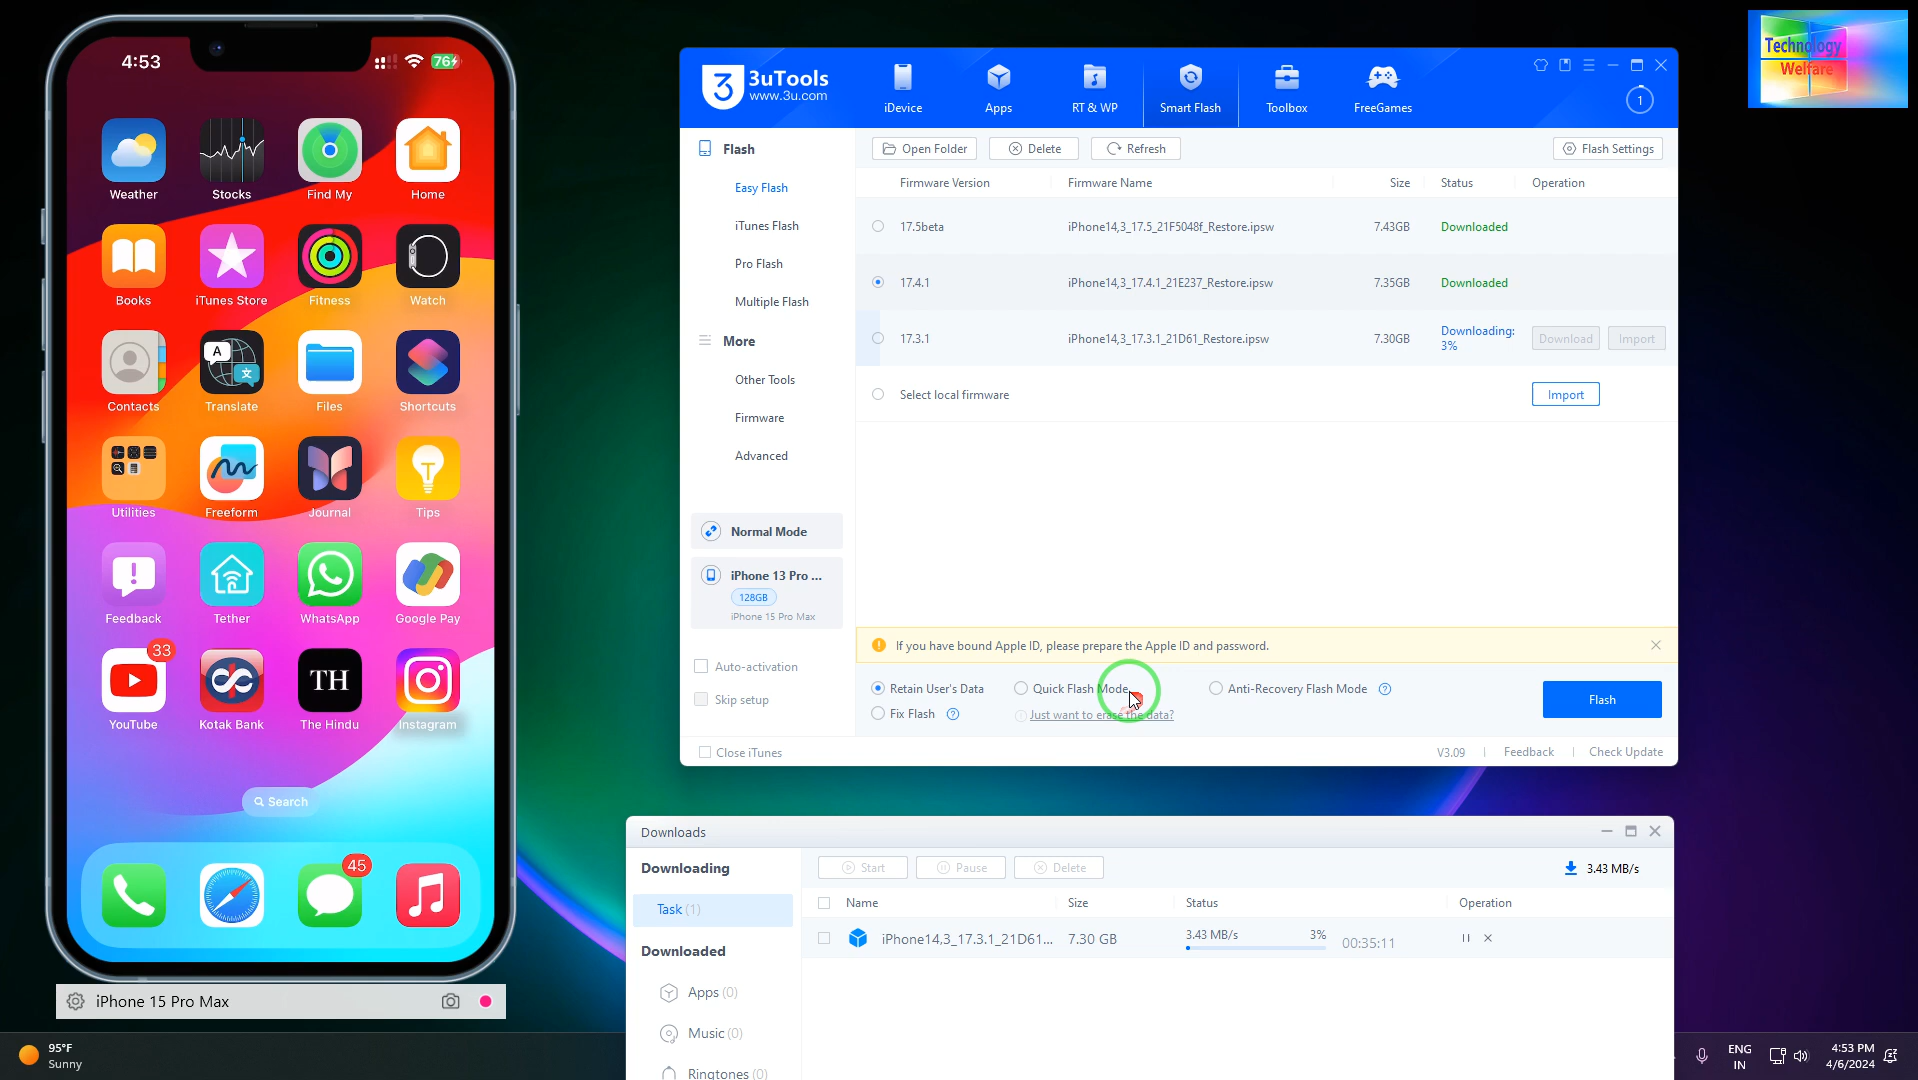 4:53
76
Weather
Stocks
Find My
Home
Books
iTunes Store
Fitness
Watch
Contacts
Translate
Files
Shortcuts
Utilities
Freeform
Journal
Tips
Feedback
Tether
WhatsApp
Google Pay
33
TH
YouTube
Kotak Bank
The Hindu
Instagram
Search
45
iPhone 15 Pro Max
95°F
Sunny
3uTools
www.3u.com
iDevice
Apps
RT & WP
Smart Flash
Toolbox
FreeGames
1
Flash
Easy Flash
iTunes Flash
Pro Flash
Multiple Flash
More
Other Tools
Firmware
Advanced
Normal Mode
iPhone 13 Pro ...
128GB
iPhone 15 Pro Max
Auto-activation
Skip setup
Close iTunes
Open Folder
Delete
Refresh
Flash Settings
Firmware Version Firmware Name Size Status Operation
17.5beta iPhone14,3_17.5_21F5048f_Restore.ipsw 7.43GB Downloaded
17.4.1 iPhone14,3_17.4.1_21E237_Restore.ipsw 7.35GB Downloaded
17.3.1 iPhone14,3_17.3.1_21D61_Restore.ipsw 7.30GB Downloading: 3% Download Import
Select local firmware Import
If you have bound Apple ID, please prepare the Apple ID and password.
Retain User's Data
Quick Flash Mode
Anti-Recovery Flash Mode
Fix Flash
Just want to erase the data?
Flash
V3.09
Feedback
Check Update
Downloads
Downloading
Task (1)
Downloaded
Apps (0)
Music (0)
Ringtones (0)
Start
Pause
Delete
3.43 MB/s
Name Size Status Operation
iPhone14,3_17.3.1_21D61... 7.30 GB 3.43 MB/s 3% 00:35:11
Technology
Welfare
ENG
IN
4:53 PM
4/6/2024